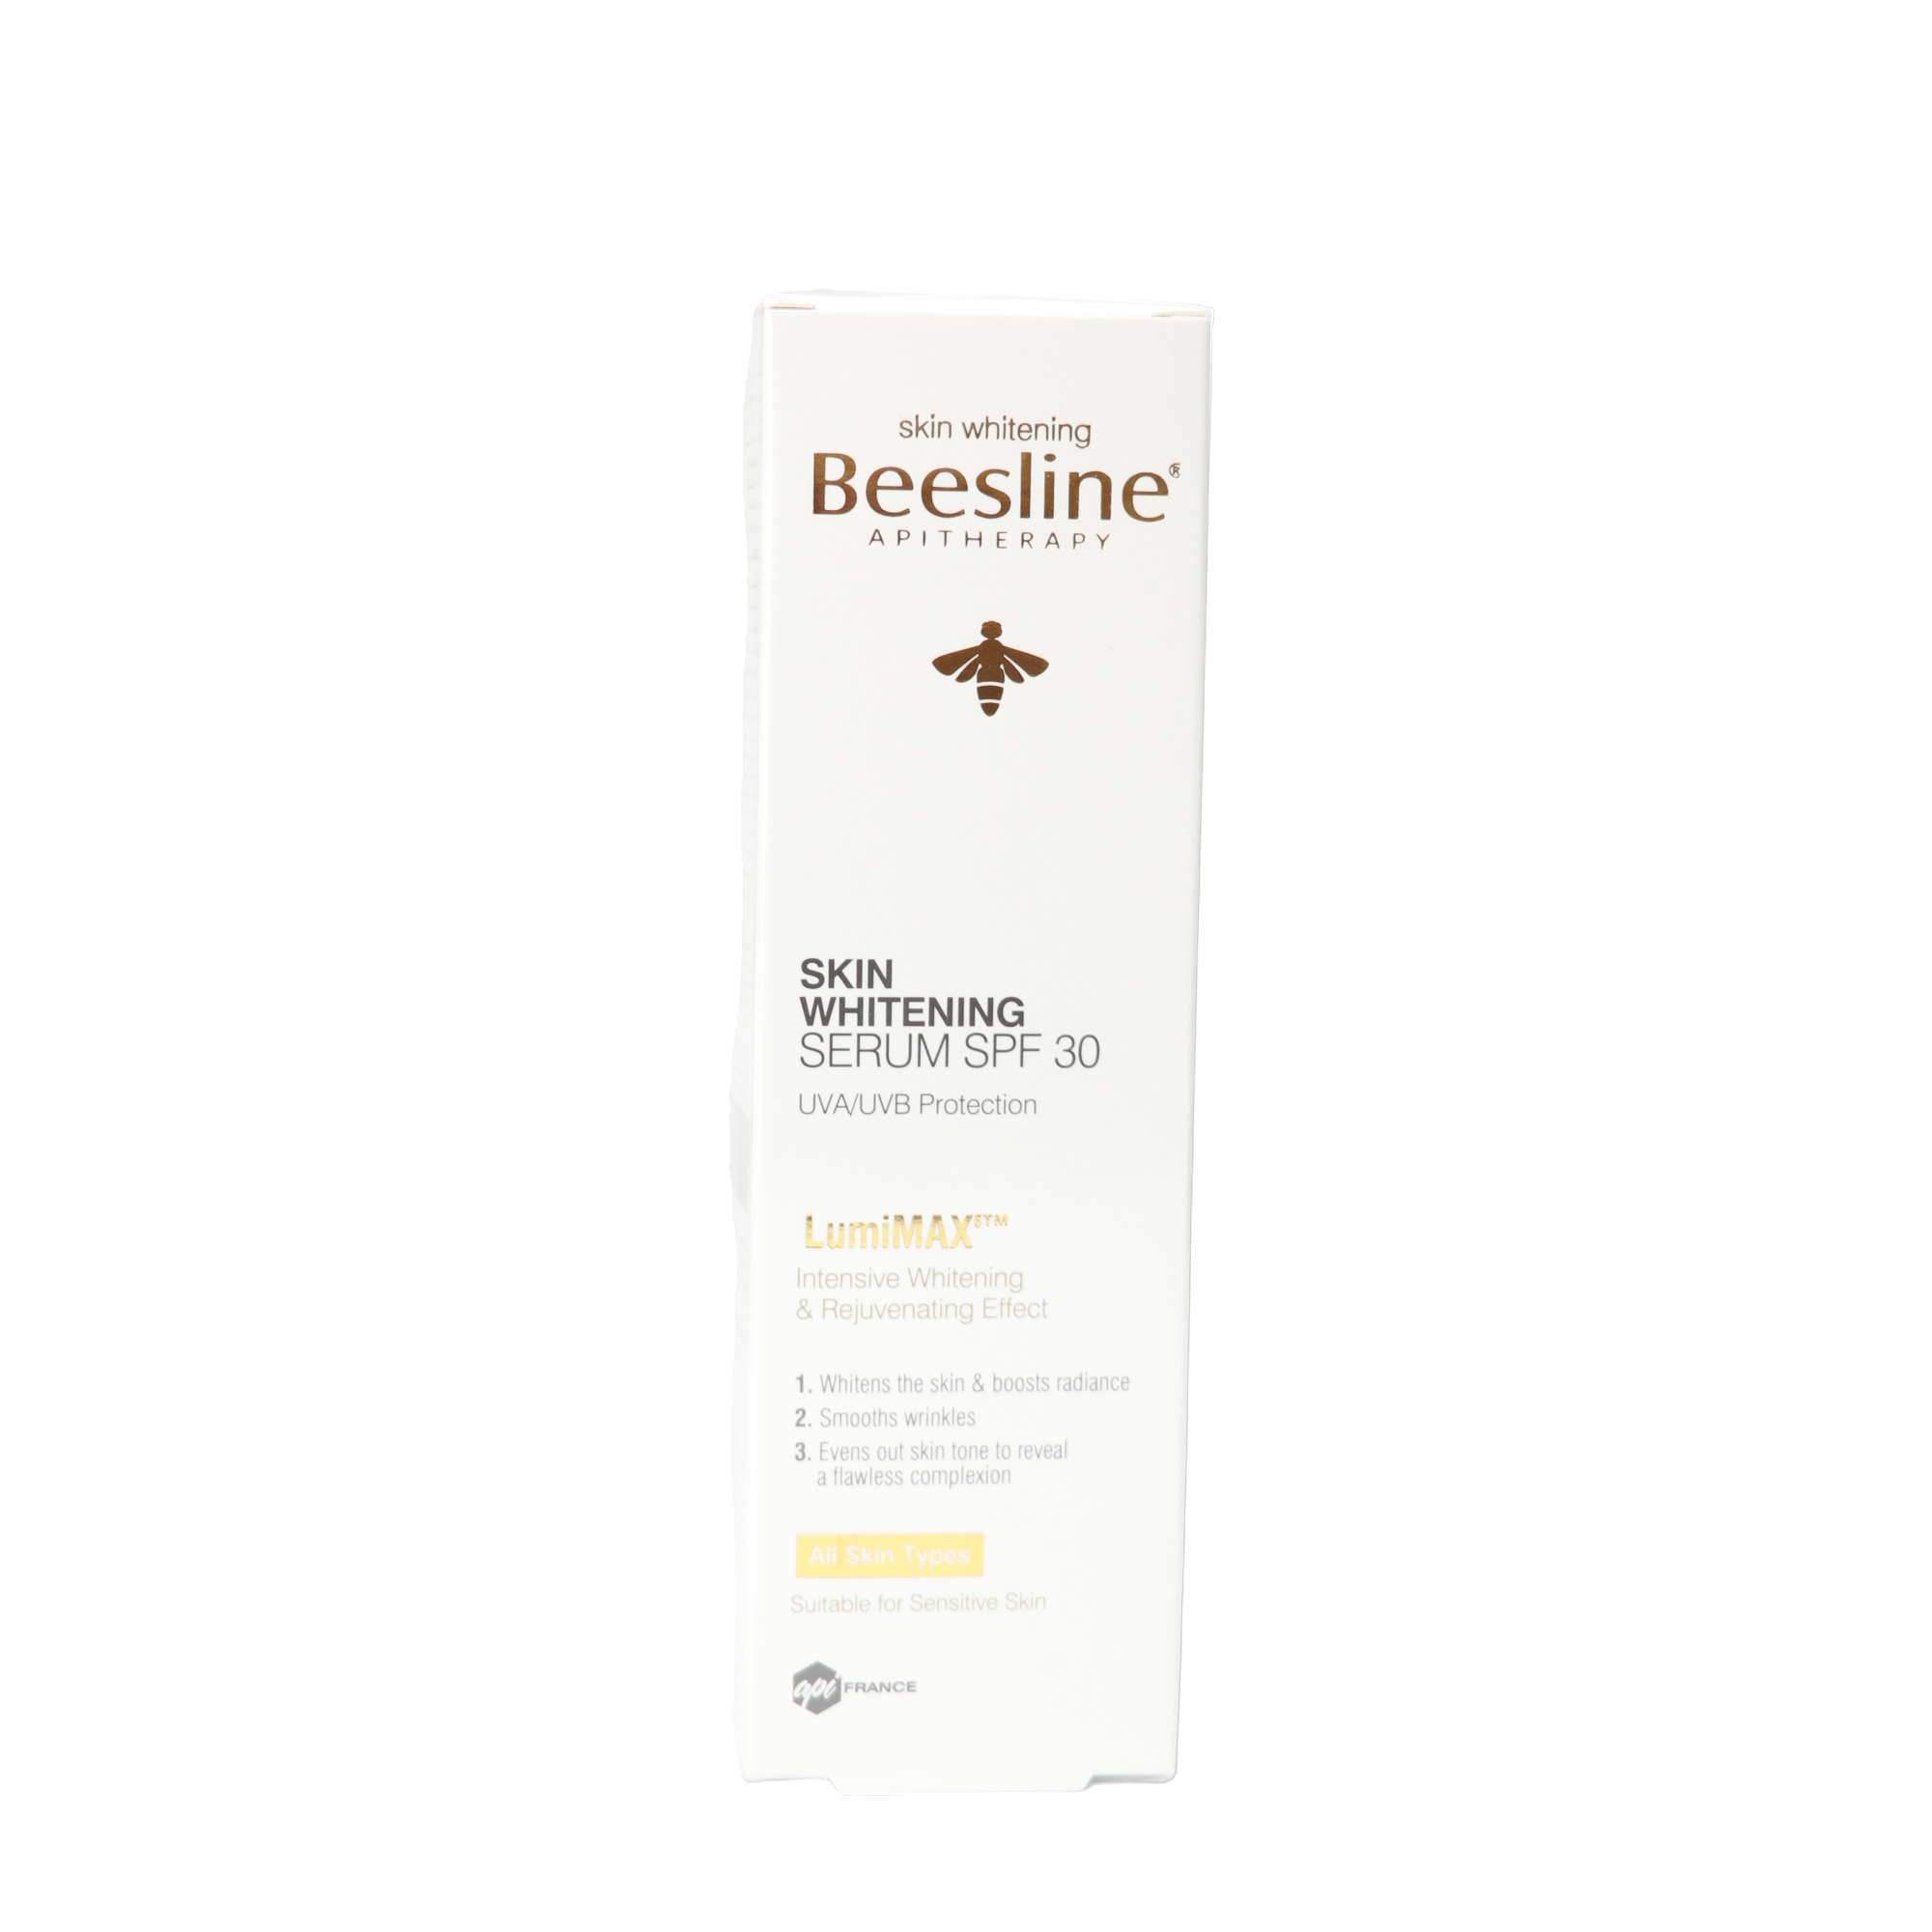 skin whitening
Beesline®
APITHERAPY
SKIN
WHITENING
SERUM SPF 30
UVA/UVB Protection
LumiMAX⁶™
Intensive Whitening
& Rejuvenating Effect
1. Whitens the skin & boosts radiance
2. Smooths wrinkles
3. Evens out skin tone to reveal
a flawless complexion
All Skin Types
Suitable for Sensitive Skin
api FRANCE